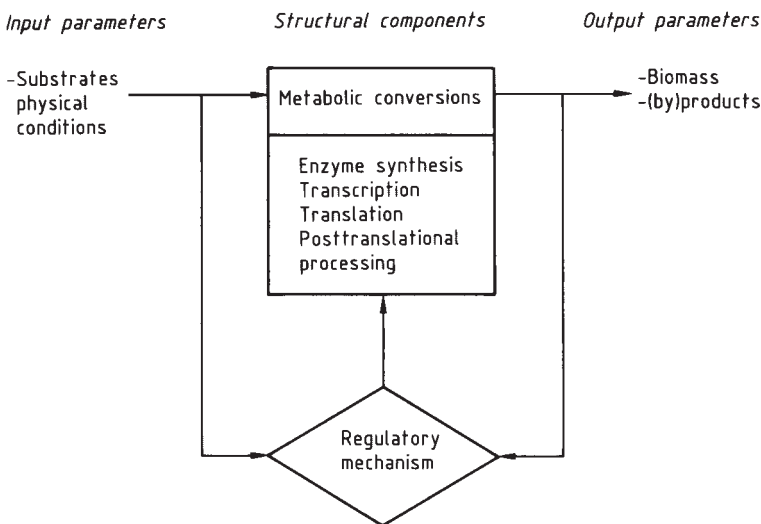 Input parameters
Structural components
Output parameters
-Substrates
physical
conditions
Metabolic conversions
-Biomass
-(by)products
Enzyme synthesis
Transcription
Translation
Posttranslational
processing
Regulatory
mechanism